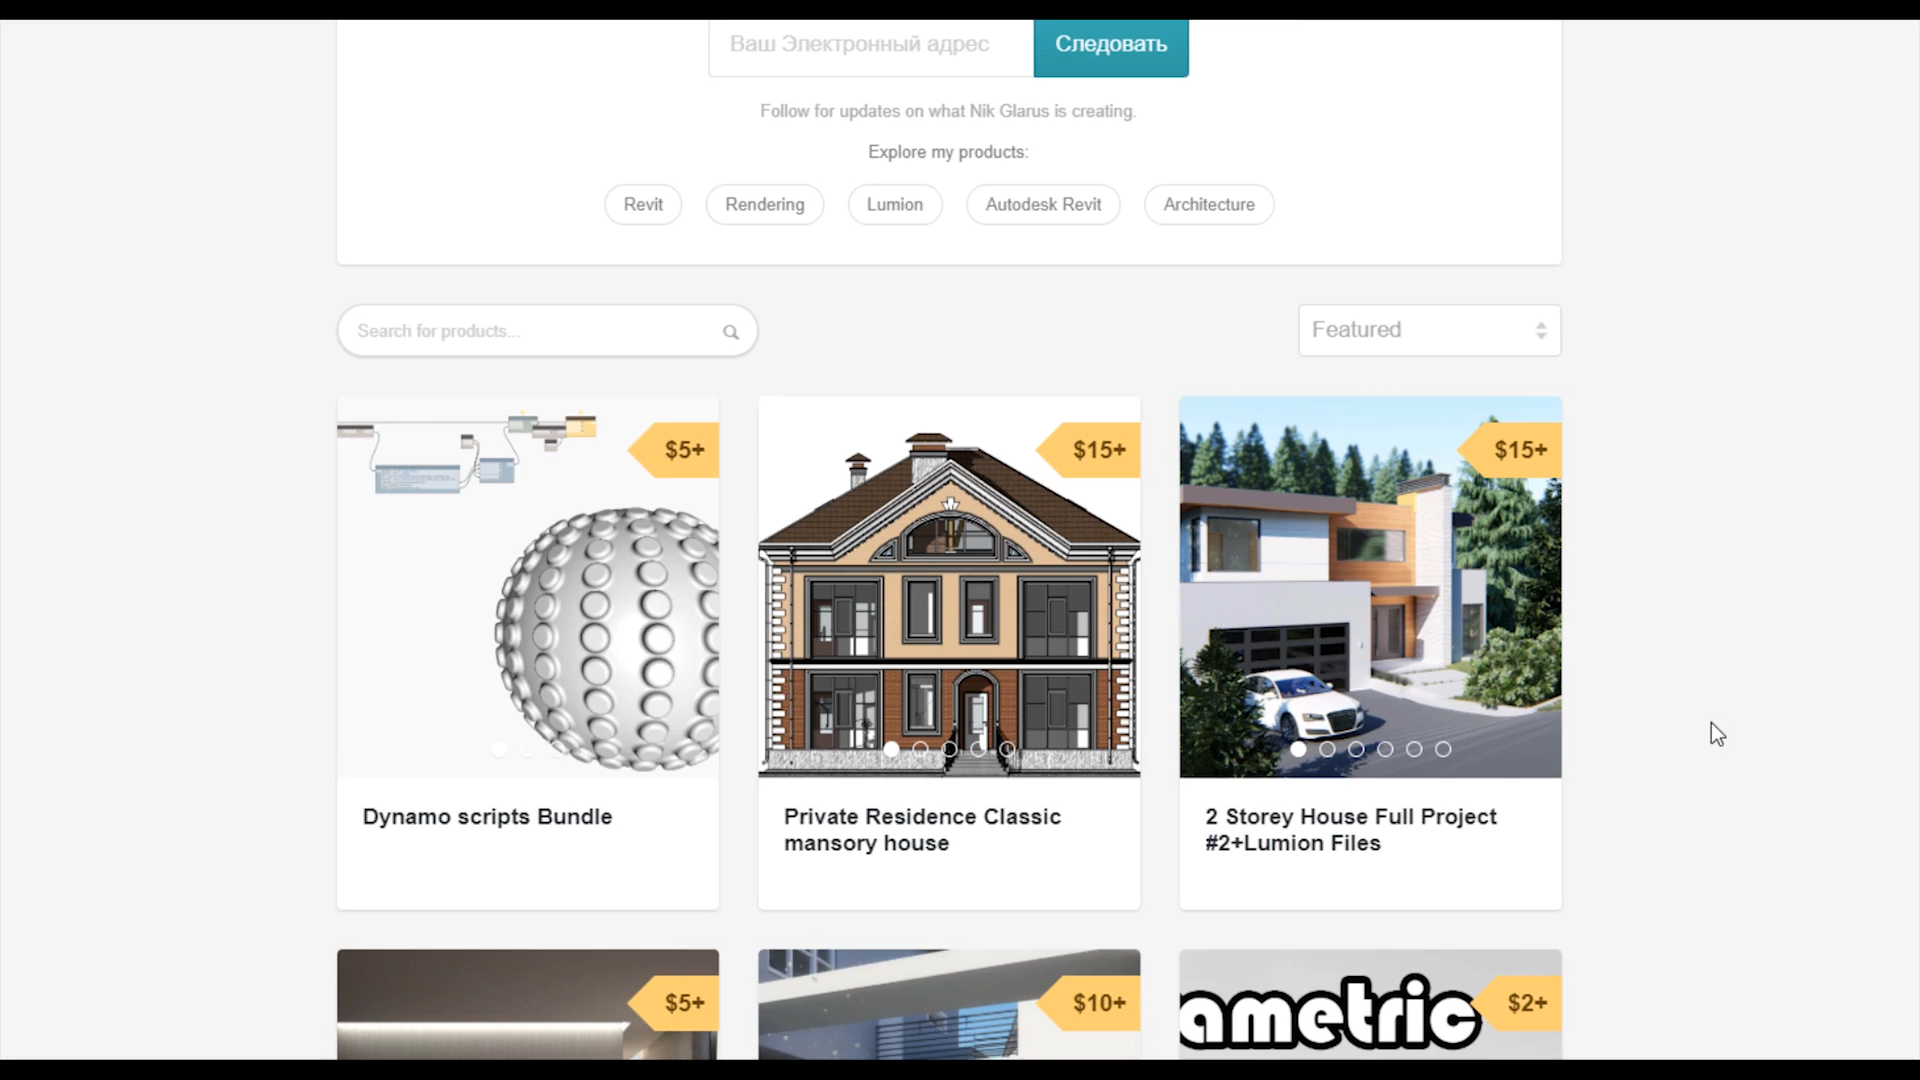 Ваш Электронный адрес
Следовать
Follow for updates on what Nik Glarus is creating.
Explore my products:
Revit
Rendering
Lumion
Autodesk Revit
Architecture
Search for products...
Featured
$5+
$15+
$15+
Dynamo scripts Bundle
Private Residence Classic
mansory house
2 Storey House Full Project
#2+Lumion Files
$5+
$10+
ametric
$2+